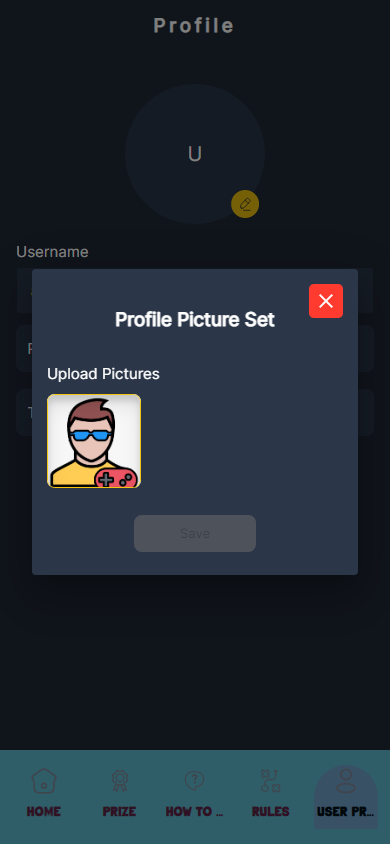 Profile
U
Username
Profile Picture Set
Upload Pictures
Save
HOME
PRIZE
HOW TO ...
RULES
USER PR...